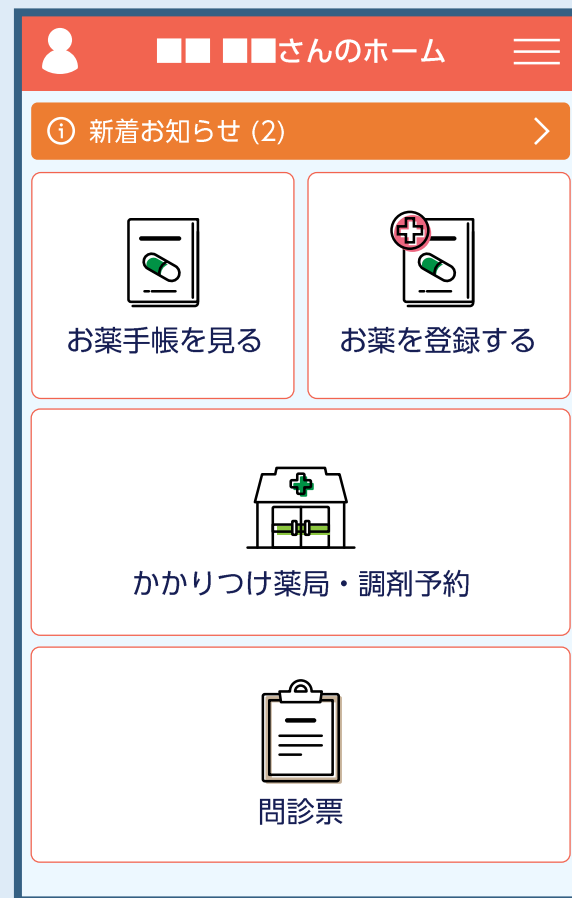 ■■ ■■さんのホーム
新着お知らせ (2)
お薬手帳を見る
お薬を登録する
かかりつけ薬局・調剤予約
問診票